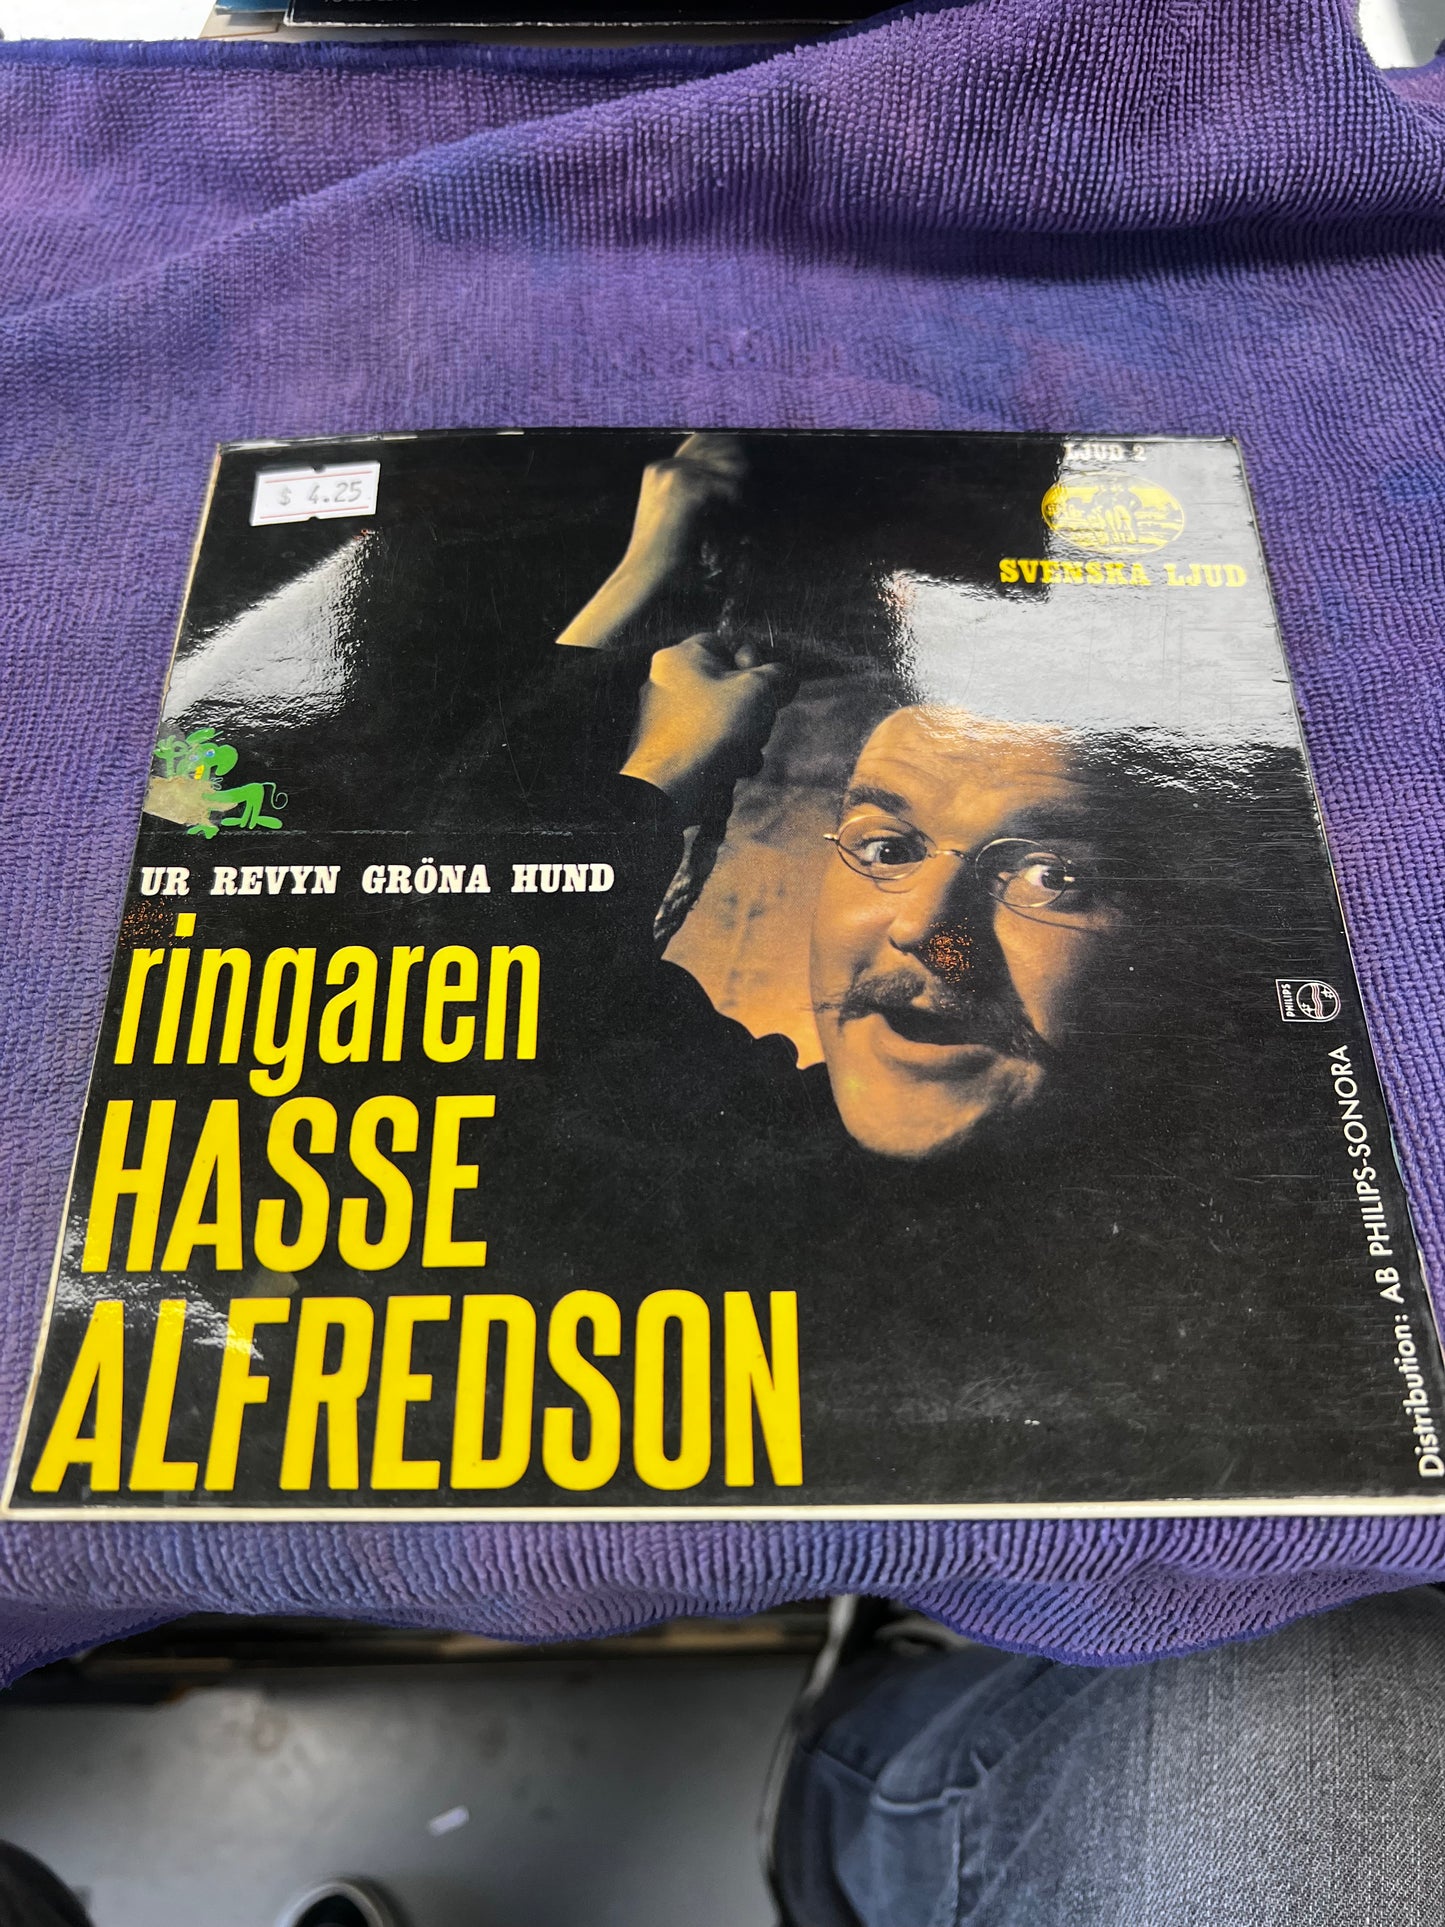 $ 4.25
LJUD 2
SVENSKA LJUD
UR REVYN GRÖNA HUND
ringaren
HASSE
ALFREDSON
PHILIPS
Distribution: AB PHILIPS-SONORA